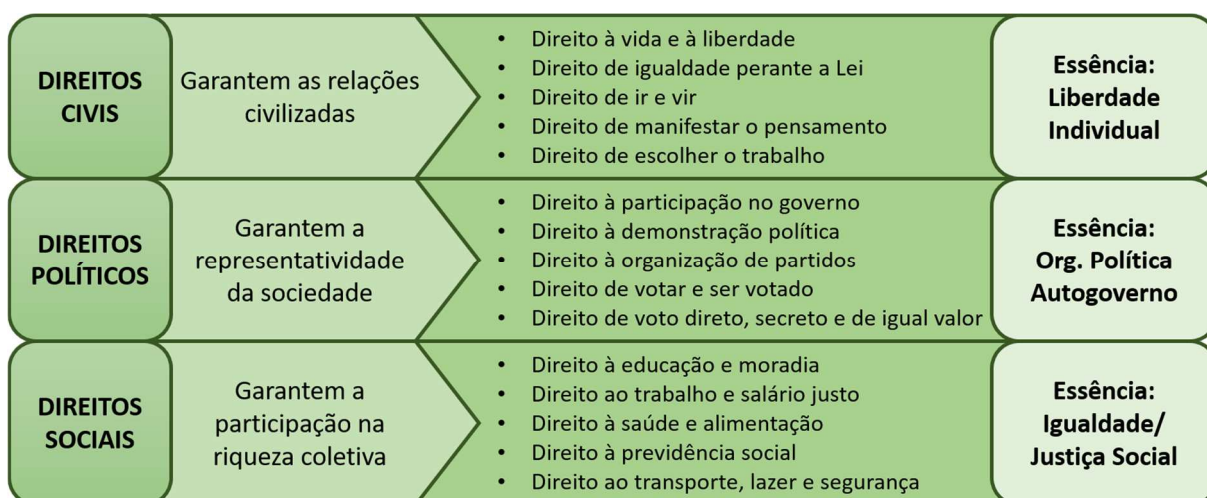 DIREITOS
CIVIS
Garantem as relações
civilizadas
• Direito à vida e à liberdade
• Direito de igualdade perante a Lei
• Direito de ir e vir
• Direito de manifestar o pensamento
• Direito de escolher o trabalho
Essência:
Liberdade
Individual
DIREITOS
POLÍTICOS
Garantem a
representatividade
da sociedade
• Direito à participação no governo
• Direito à demonstração política
• Direito à organização de partidos
• Direito de votar e ser votado
• Direito de voto direto, secreto e de igual valor
Essência:
Org. Política
Autogoverno
DIREITOS
SOCIAIS
Garantem a
participação na
riqueza coletiva
• Direito à educação e moradia
• Direito ao trabalho e salário justo
• Direito à saúde e alimentação
• Direito à previdência social
• Direito ao transporte, lazer e segurança
Essência:
Igualdade/
Justiça Social